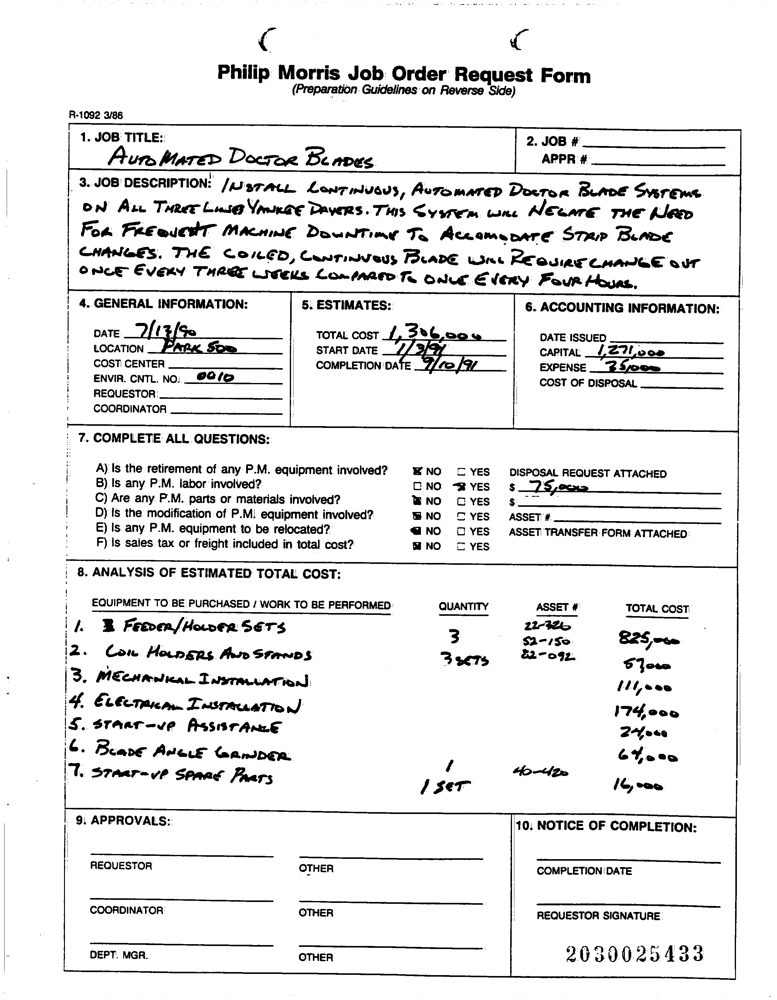 Philip Morris Job Order Request Form
(Preparation Guidelines on Reverse Side)
R-1092 3/86
1. JOB TITLE:
AUTOMATED DOCTOR BLADES
2. JOB #
APPR #
3. JOB DESCRIPTION: INSTALL CONTINUOUS, AUTOMATED DOCTOR BLADE SYSTEMS
ON ALL THREE LINES YANKEE DRYERS. THIS SYSTEM WILL NEGATE THE NEED
FOR FREQUENT MACHINE DOWNTIME TO ACCOMODATE STRIP BLADE
CHANGES. THE COILED, CONTINUOUS BLADE WILL REQUIRE CHANGE OUT
ONCE EVERY THREE WEEKS COMPARED TO ONCE EVERY FOUR HOURS.
4. GENERAL INFORMATION:
DATE 7/13/90
LOCATION PARK 500
COST CENTER
ENVIR. CNTL. NO. 0010
REQUESTOR
COORDINATOR
5. ESTIMATES:
TOTAL COST 1,306,000
START DATE 1/3/91
COMPLETION DATE 9/10/91
6. ACCOUNTING INFORMATION:
DATE ISSUED
CAPITAL 1,271,000
EXPENSE 35,000
COST OF DISPOSAL
7. COMPLETE ALL QUESTIONS:
A) Is the retirement of any P.M. equipment involved? NO YES DISPOSAL REQUEST ATTACHED
B) Is any P.M. labor involved? NO YES $ 75,000
C) Are any P.M. parts or materials involved? NO YES $
D) Is the modification of P.M. equipment involved? NO YES ASSET #
E) Is any P.M. equipment to be relocated? NO YES ASSET TRANSFER FORM ATTACHED
F) Is sales tax or freight included in total cost? NO YES
8. ANALYSIS OF ESTIMATED TOTAL COST:
EQUIPMENT TO BE PURCHASED / WORK TO BE PERFORMED QUANTITY ASSET # TOTAL COST
1. FEEDER/HOLDER SETS 3 22-326 52-150 825,000
2. COIL HOLDERS AND STANDS 3 SETS 22-092 57,000
3. MECHANICAL INSTALLATION 111,000
4. ELECTRICAL INSTALLATION 174,000
5. START-UP ASSISTANCE 24,000
6. BLADE ANGLE GRINDER 1 40-420 64,000
7. START-UP SPARE PARTS 1 SET 16,000
9. APPROVALS:
REQUESTOR OTHER
COORDINATOR OTHER
DEPT. MGR. OTHER
10. NOTICE OF COMPLETION:
COMPLETION DATE
REQUESTOR SIGNATURE
2030025433